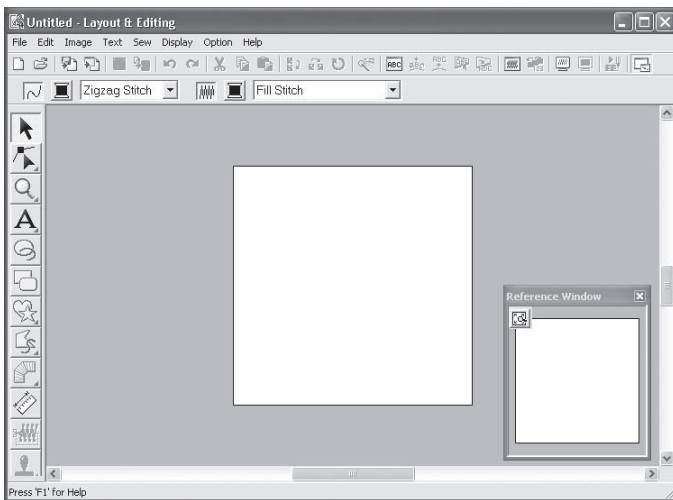 Untitled - Layout & Editing
File Edit Image Text Sew Display Option Help
ABC
Zigzag Stitch Fill Stitch
A
Reference Window
Press 'F1' for Help